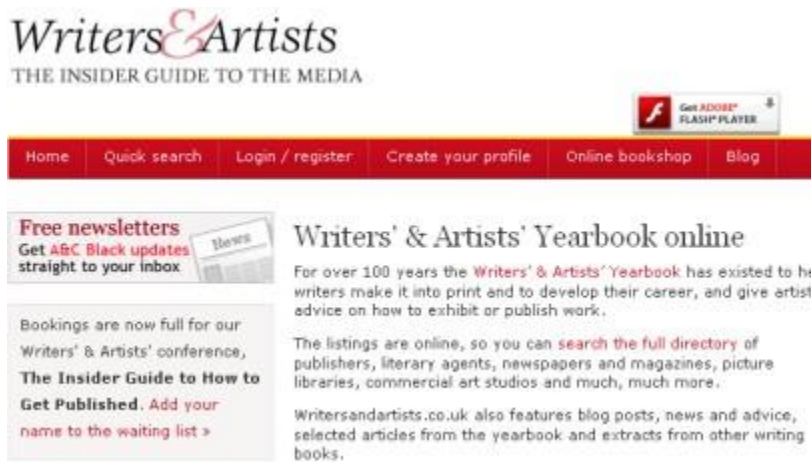 Writers&Artists
THE INSIDER GUIDE TO THE MEDIA
Get ADOBE®
FLASH® PLAYER
Home Quick search Login / register Create your profile Online bookshop Blog
Free newsletters
Get A&C Black updates
straight to your inbox
News
Bookings are now full for our
Writers' & Artists' conference,
The Insider Guide to How to
Get Published. Add your
name to the waiting list »
Writers' & Artists' Yearbook online
For over 100 years the Writers' & Artists' Yearbook has existed to he
writers make it into print and to develop their career, and give artist
advice on how to exhibit or publish work.
The listings are online, so you can search the full directory of
publishers, literary agents, newspapers and magazines, picture
libraries, commercial art studios and much, much more.
Writersandartists.co.uk also features blog posts, news and advice,
selected articles from the yearbook and extracts from other writing
books.